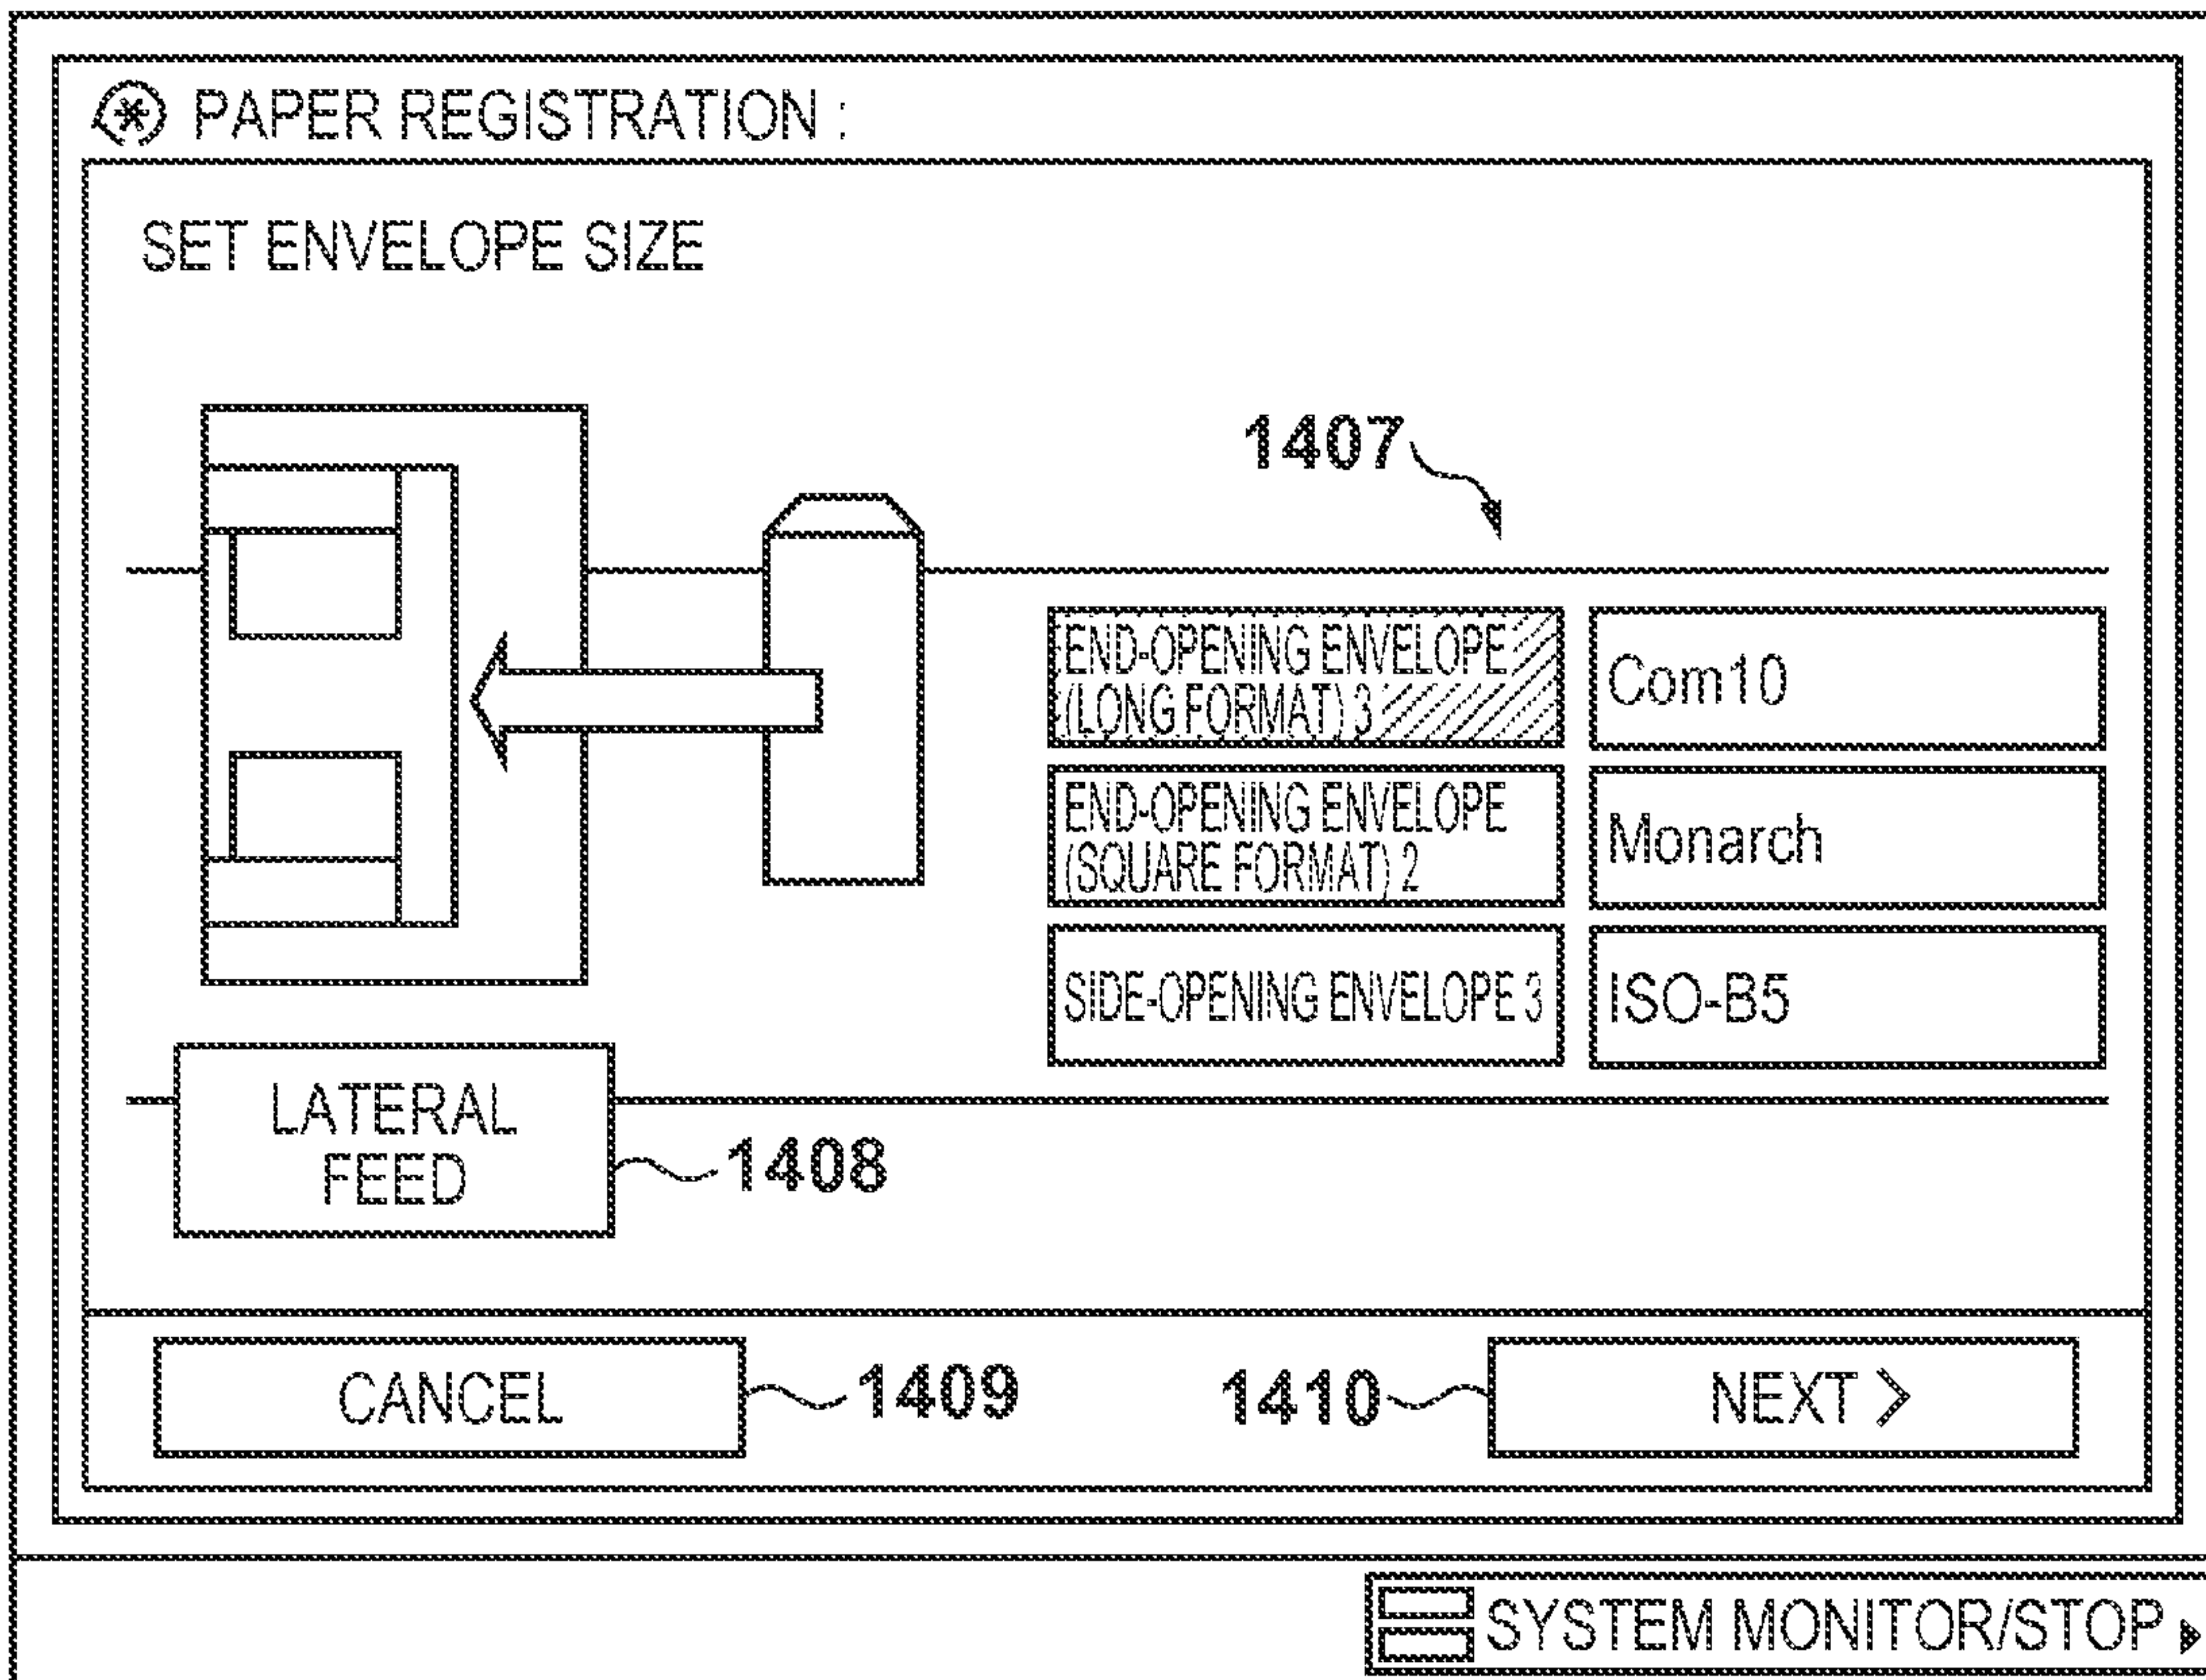 PAPER REGISTRATION :
SET ENVELOPE SIZE
1407
END-OPENING ENVELOPE
(LONG FORMAT) 3
Com10
END-OPENING ENVELOPE
(SQUARE FORMAT) 2
Monarch
SIDE-OPENING ENVELOPE 3
ISO-B5
LATERAL
FEED
1408
CANCEL
1409
1410
NEXT >
SYSTEM MONITOR/STOP